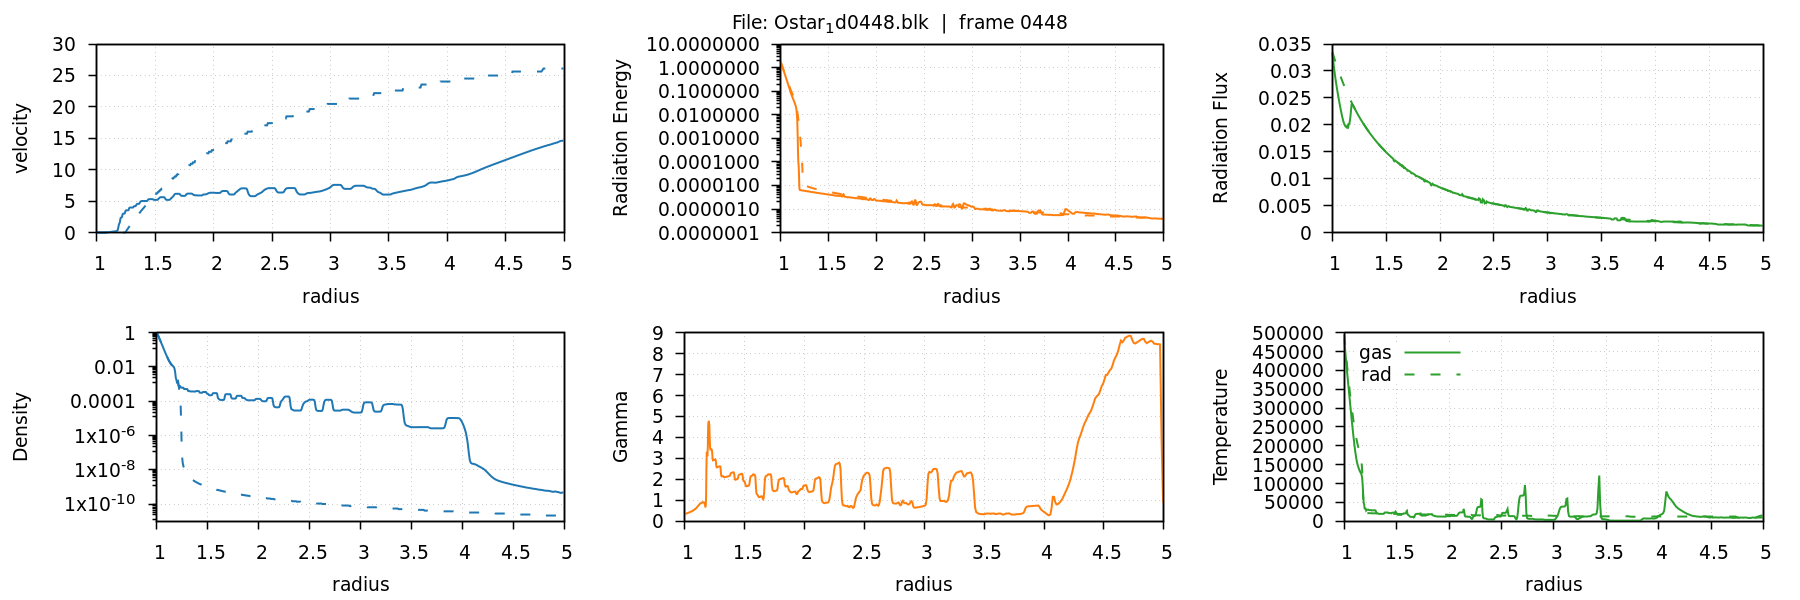 File: Ostar1d0448.blk | frame 0448
30
25
20
15
10
5
0
velocity
1 1.5 2 2.5 3 3.5 4 4.5 5
radius
10.0000000
1.0000000
0.1000000
0.0100000
0.0010000
0.0001000
0.0000100
0.0000010
0.0000001
Radiation Energy
1 1.5 2 2.5 3 3.5 4 4.5 5
radius
0.035
0.03
0.025
0.02
0.015
0.01
0.005
0
Radiation Flux
1 1.5 2 2.5 3 3.5 4 4.5 5
radius
1
0.01
0.0001
1x10-6
1x10-8
1x10-10
Density
1 1.5 2 2.5 3 3.5 4 4.5 5
radius
9
8
7
6
5
4
3
2
1
0
Gamma
1 1.5 2 2.5 3 3.5 4 4.5 5
radius
500000
450000
400000
350000
300000
250000
200000
150000
100000
50000
0
Temperature
gas
rad
1 1.5 2 2.5 3 3.5 4 4.5 5
radius